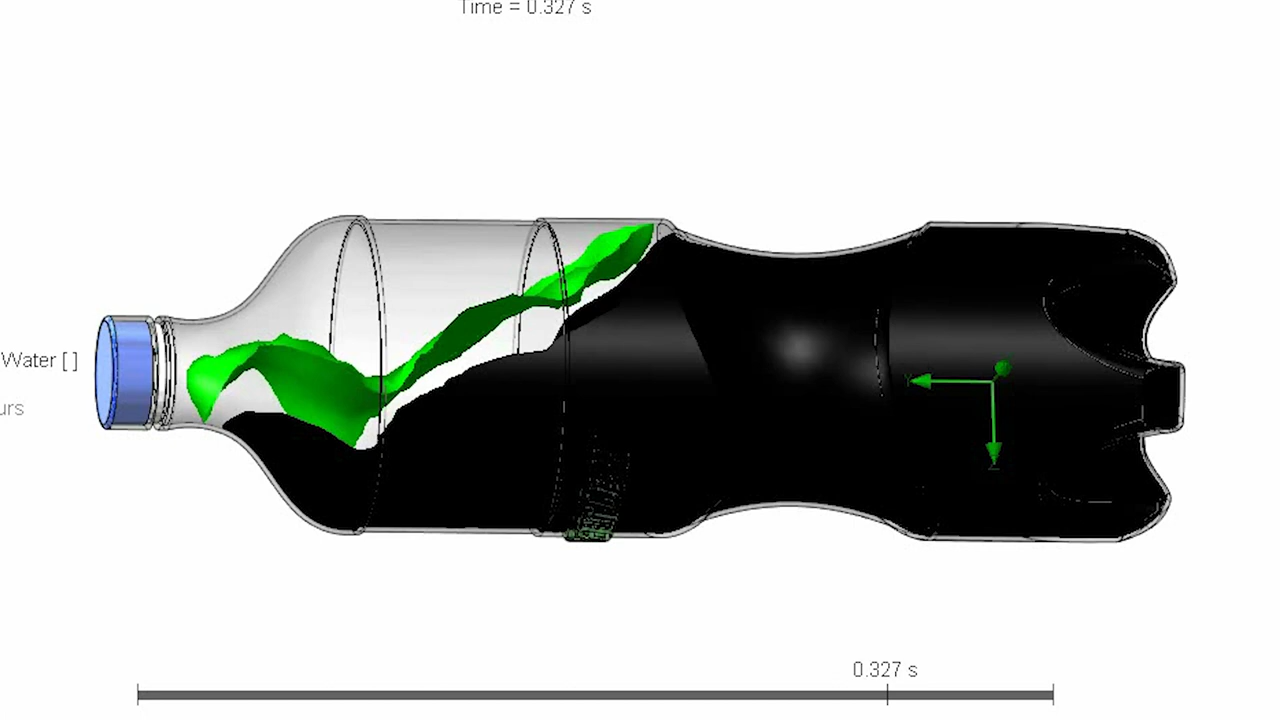 Time = 0.327 s
Water [ ]
urs
0.327 s